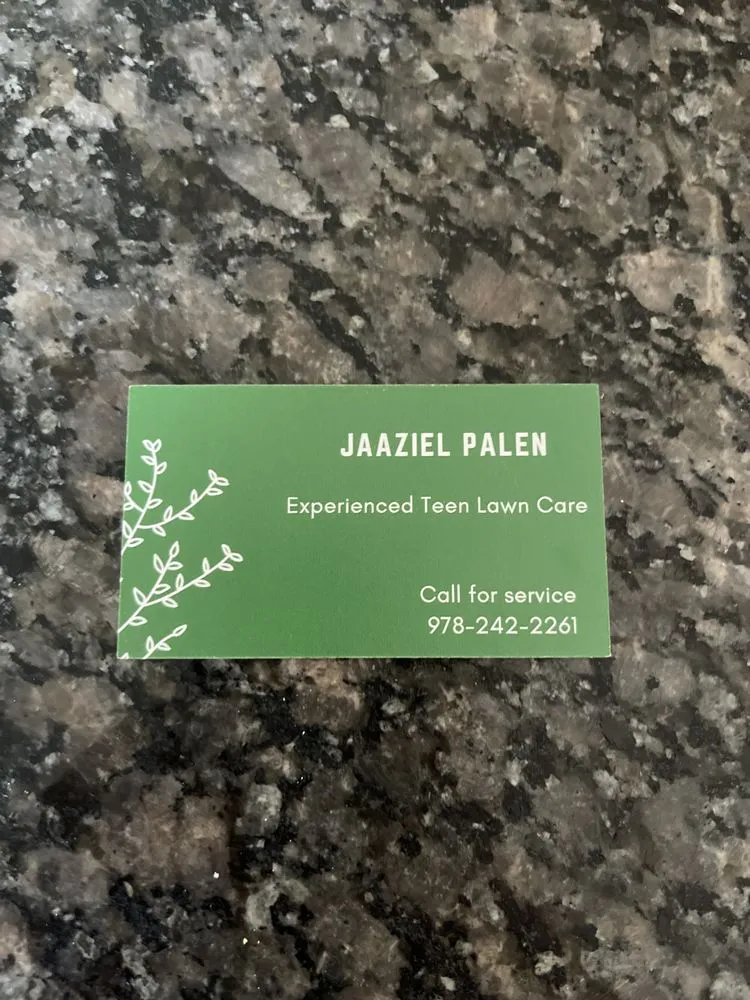 JAAZIEL PALEN
Experienced Teen Lawn Care
Call for service
978-242-2261